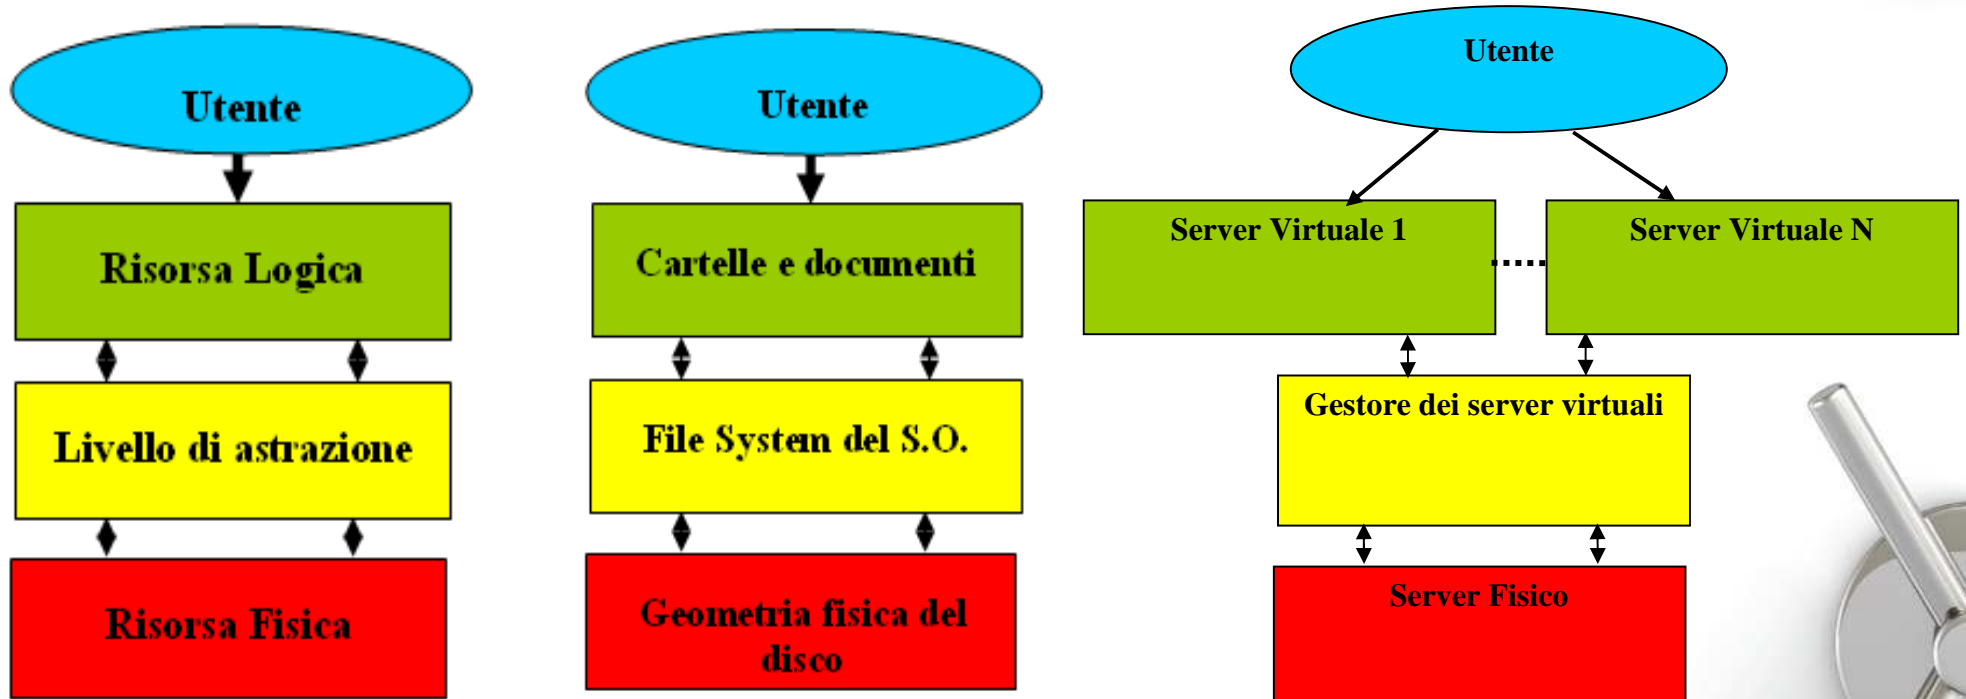 Utente
Risorsa Logica
Livello di astrazione
Risorsa Fisica
Utente
Cartelle e documenti
File System del S.O.
Geometria fisica del
disco
Utente
Server Virtuale 1
Server Virtuale N
Gestore dei server virtuali
Server Fisico